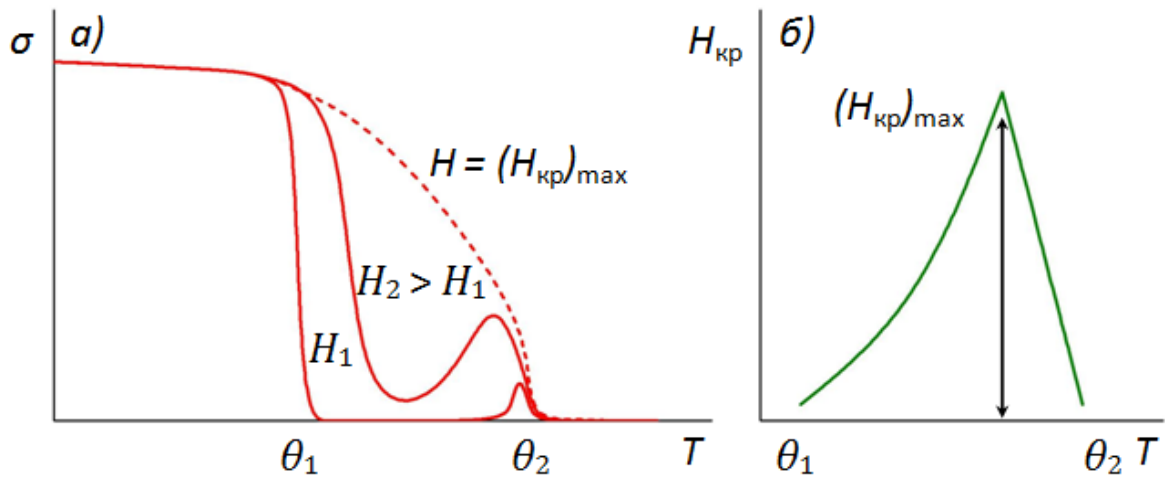 σ
а)
H = (Hкр)max
H₂ > H₁
H₁
θ₁
θ₂
T
Hкр
б)
(Hкр)max
θ₁
θ₂
T